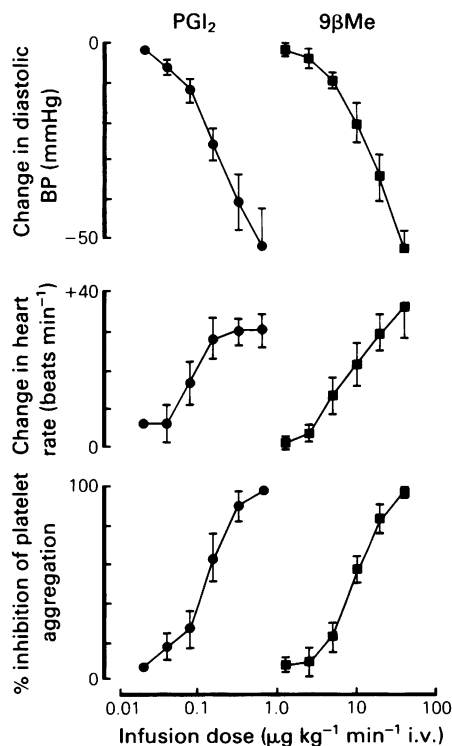 PGI₂
9βMe
Change in diastolic
BP (mmHg)
0
−50
Change in heart
rate (beats min⁻¹)
+40
0
% inhibition of platelet
aggregation
100
0
0.01
0.1
1.0
10
100
Infusion dose (μg kg⁻¹ min⁻¹ i.v.)